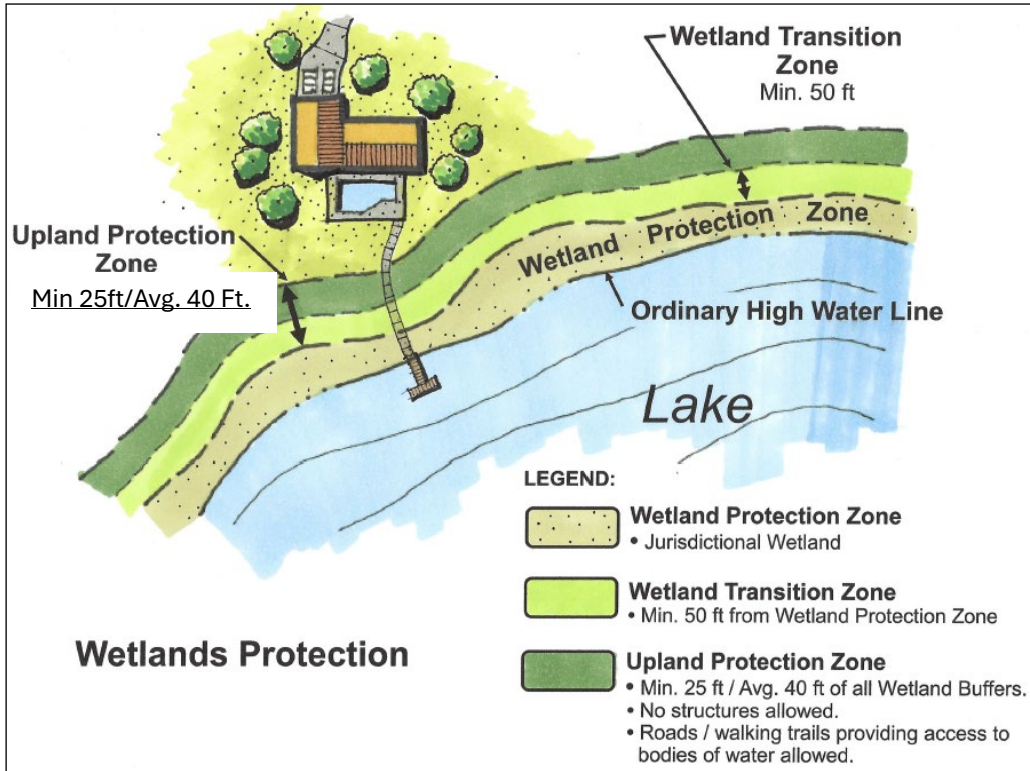 Wetland Transition
Zone
Min. 50 ft
Upland Protection
Zone
Min 25ft/Avg. 40 Ft.
Wetland Protection Zone
Ordinary High Water Line
Lake
LEGEND:
Wetland Protection Zone
• Jurisdictional Wetland
Wetland Transition Zone
• Min. 50 ft from Wetland Protection Zone
Wetlands Protection
Upland Protection Zone
• Min. 25 ft / Avg. 40 ft of all Wetland Buffers.
• No structures allowed.
• Roads / walking trails providing access to
bodies of water allowed.